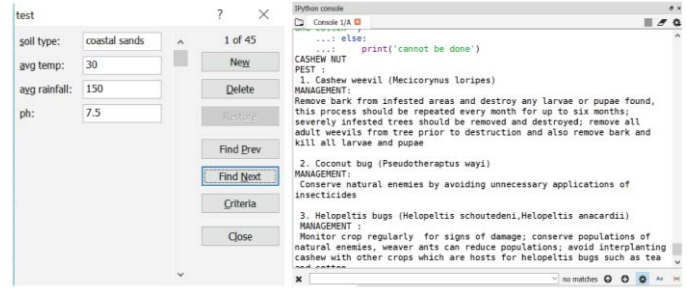 test
? ×
soil type: coastal sands
avg temp: 30
avg rainfall: 150
ph: 7.5
1 of 45
New
Delete
Restore
Find Prev
Find Next
Criteria
Close
IPython console
Console 1/A
...: else:
...: print('cannot be done')
CASHEW NUT
PEST :
1. Cashew weevil (Mecicorynus loripes)
MANAGEMENT:
Remove bark from infested areas and destroy any larvae or pupae found,
this process should be repeated every month for up to six months;
severely infested trees should be removed and destroyed; remove all
adult weevils from tree prior to destruction and also remove bark and
kill all larvae and pupae
2. Coconut bug (Pseudotheraptus wayi)
MANAGEMENT:
Conserve natural enemies by avoiding unnecessary applications of
insecticides
3. Helopeltis bugs (Helopeltis schoutedeni,Helopeltis anacardii)
MANAGEMENT :
Monitor crop regularly for signs of damage; conserve populations of
natural enemies, weaver ants can reduce populations; avoid interplanting
cashew with other crops which are hosts for helopeltis bugs such as tea
and cotton
no matches
Aa